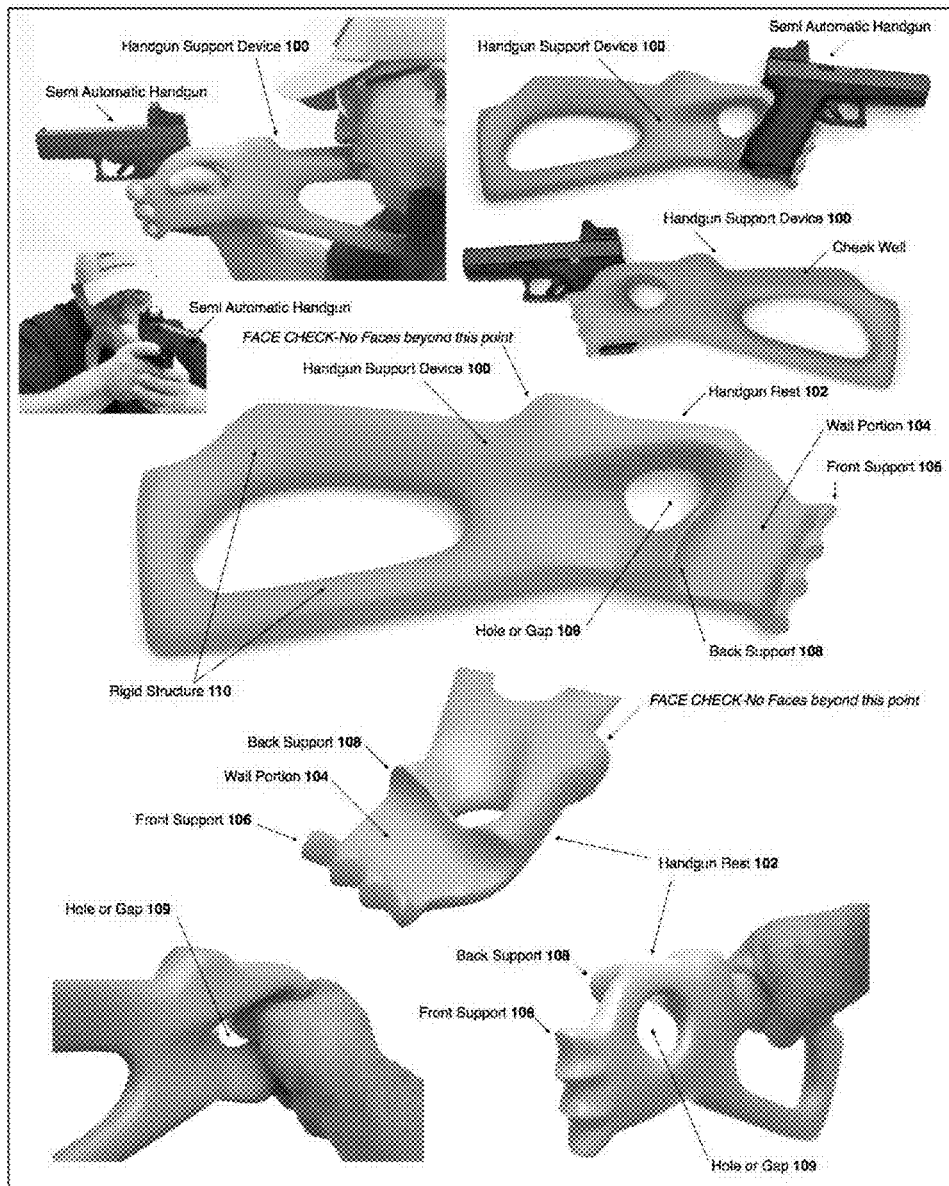 Handgun Support Device 100
Semi Automatic Handgun
Handgun Support Device 100
Semi Automatic Handgun
Handgun Support Device 100
Cheek Well
Semi Automatic Handgun
FACE CHECK-No Faces beyond this point
Handgun Support Device 100
Handgun Rest 102
Wall Portion 104
Front Support 106
Hole or Gap 109
Back Support 108
Rigid Structure 110
FACE CHECK-No Faces beyond this point
Back Support 108
Wall Portion 104
Front Support 106
Handgun Rest 102
Hole or Gap 109
Back Support 108
Front Support 106
Hole or Gap 109